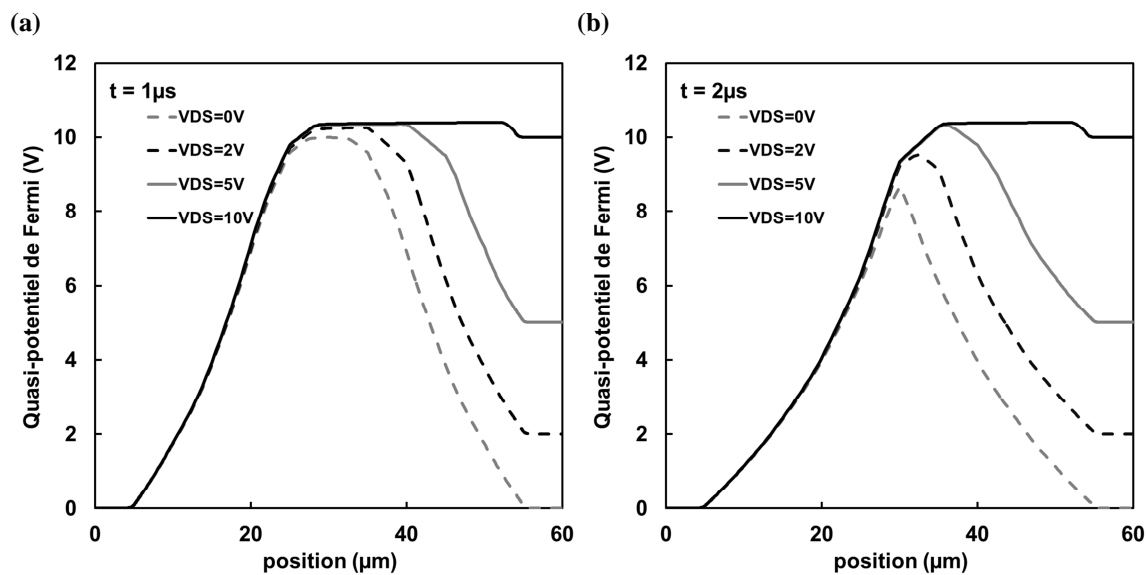 (a)
12
10
8
6
4
2
0
Quasi-potentiel de Fermi (V)
t = 1µs
VDS=0V
VDS=2V
VDS=5V
VDS=10V
0 20 40 60
position (µm)
(b)
12
10
8
6
4
2
0
Quasi-potentiel de Fermi (V)
t = 2µs
VDS=0V
VDS=2V
VDS=5V
VDS=10V
0 20 40 60
position (µm)